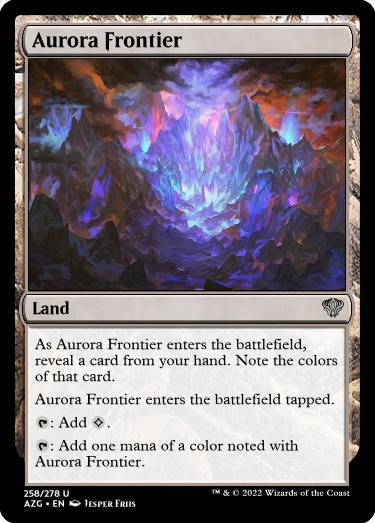 Aurora Frontier
Land
As Aurora Frontier enters the battlefield,
reveal a card from your hand. Note the colors
of that card.
Aurora Frontier enters the battlefield tapped.
: Add .
: Add one mana of a color noted with
Aurora Frontier.
258/278 U
AZG • EN Jesper Friis
™ & © 2022 Wizards of the Coast